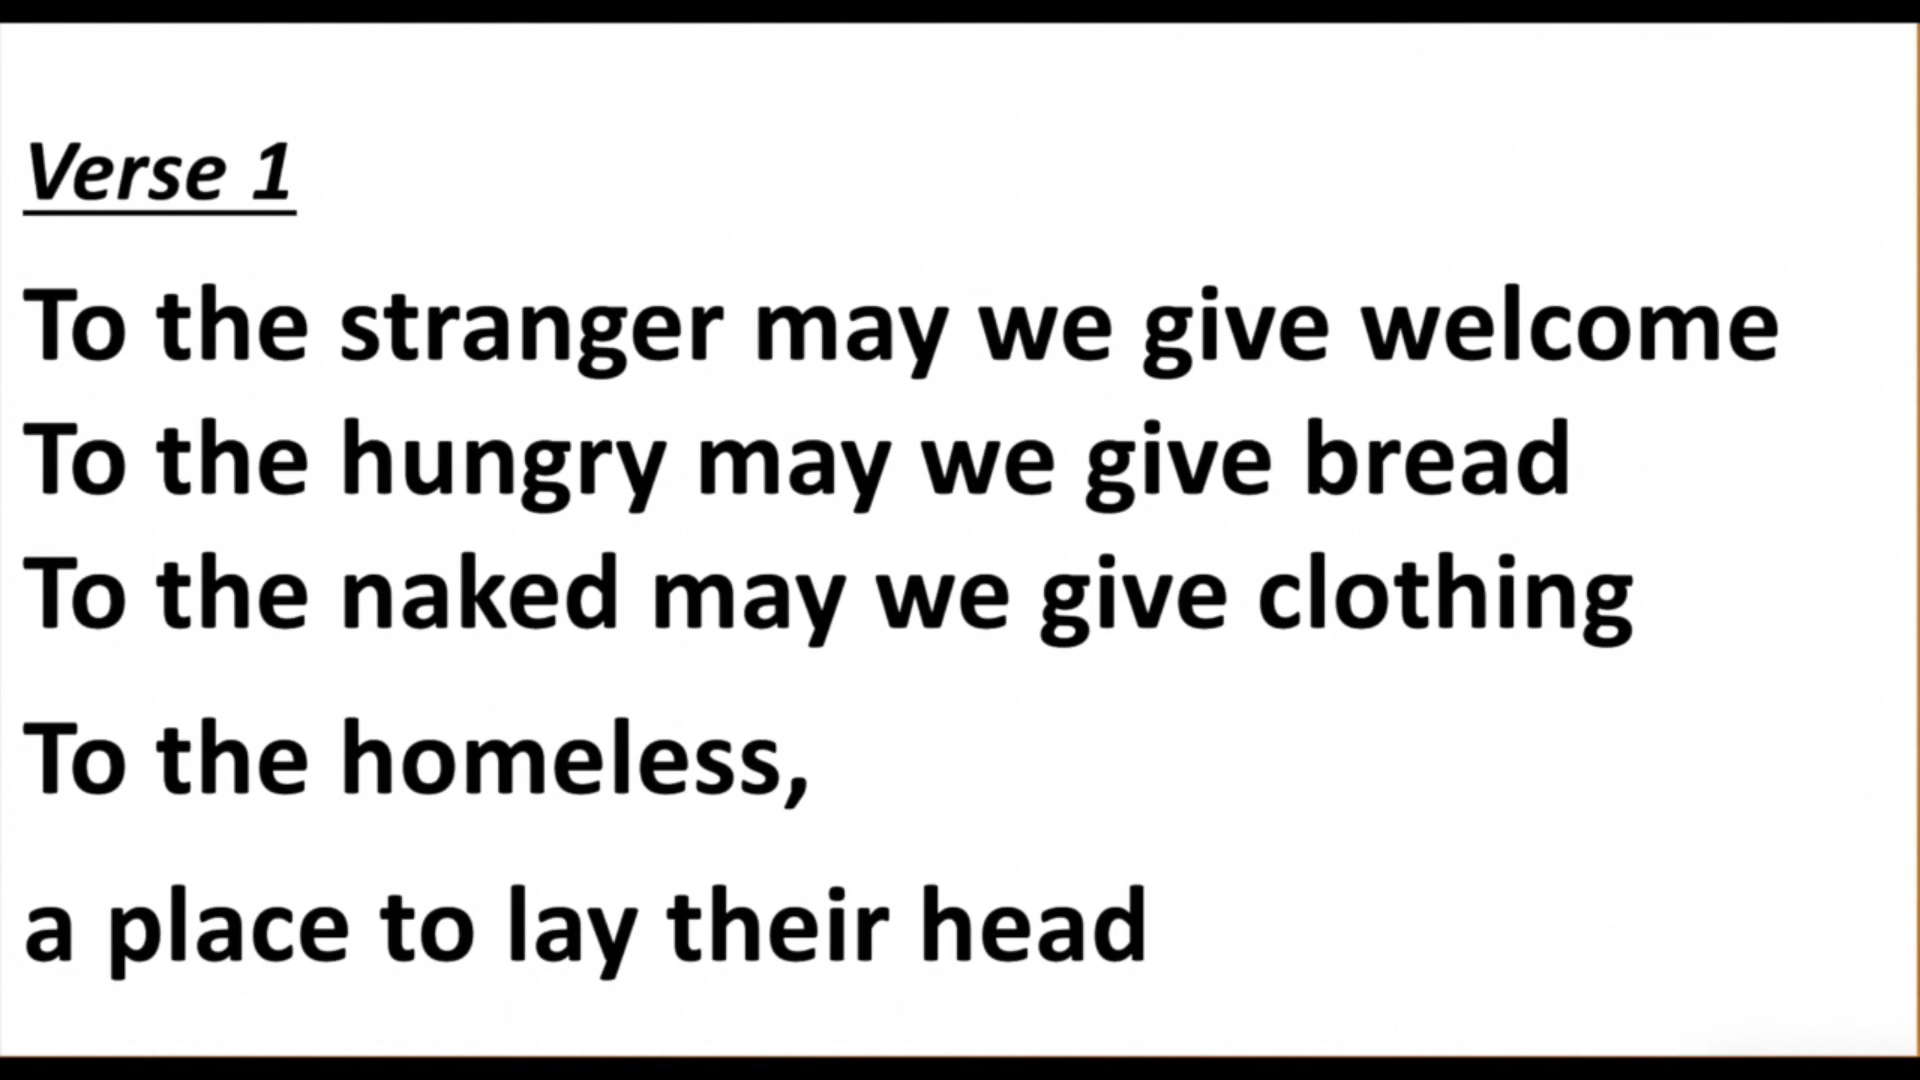 Verse 1
To the stranger may we give welcome
To the hungry may we give bread
To the naked may we give clothing
To the homeless,
a place to lay their head